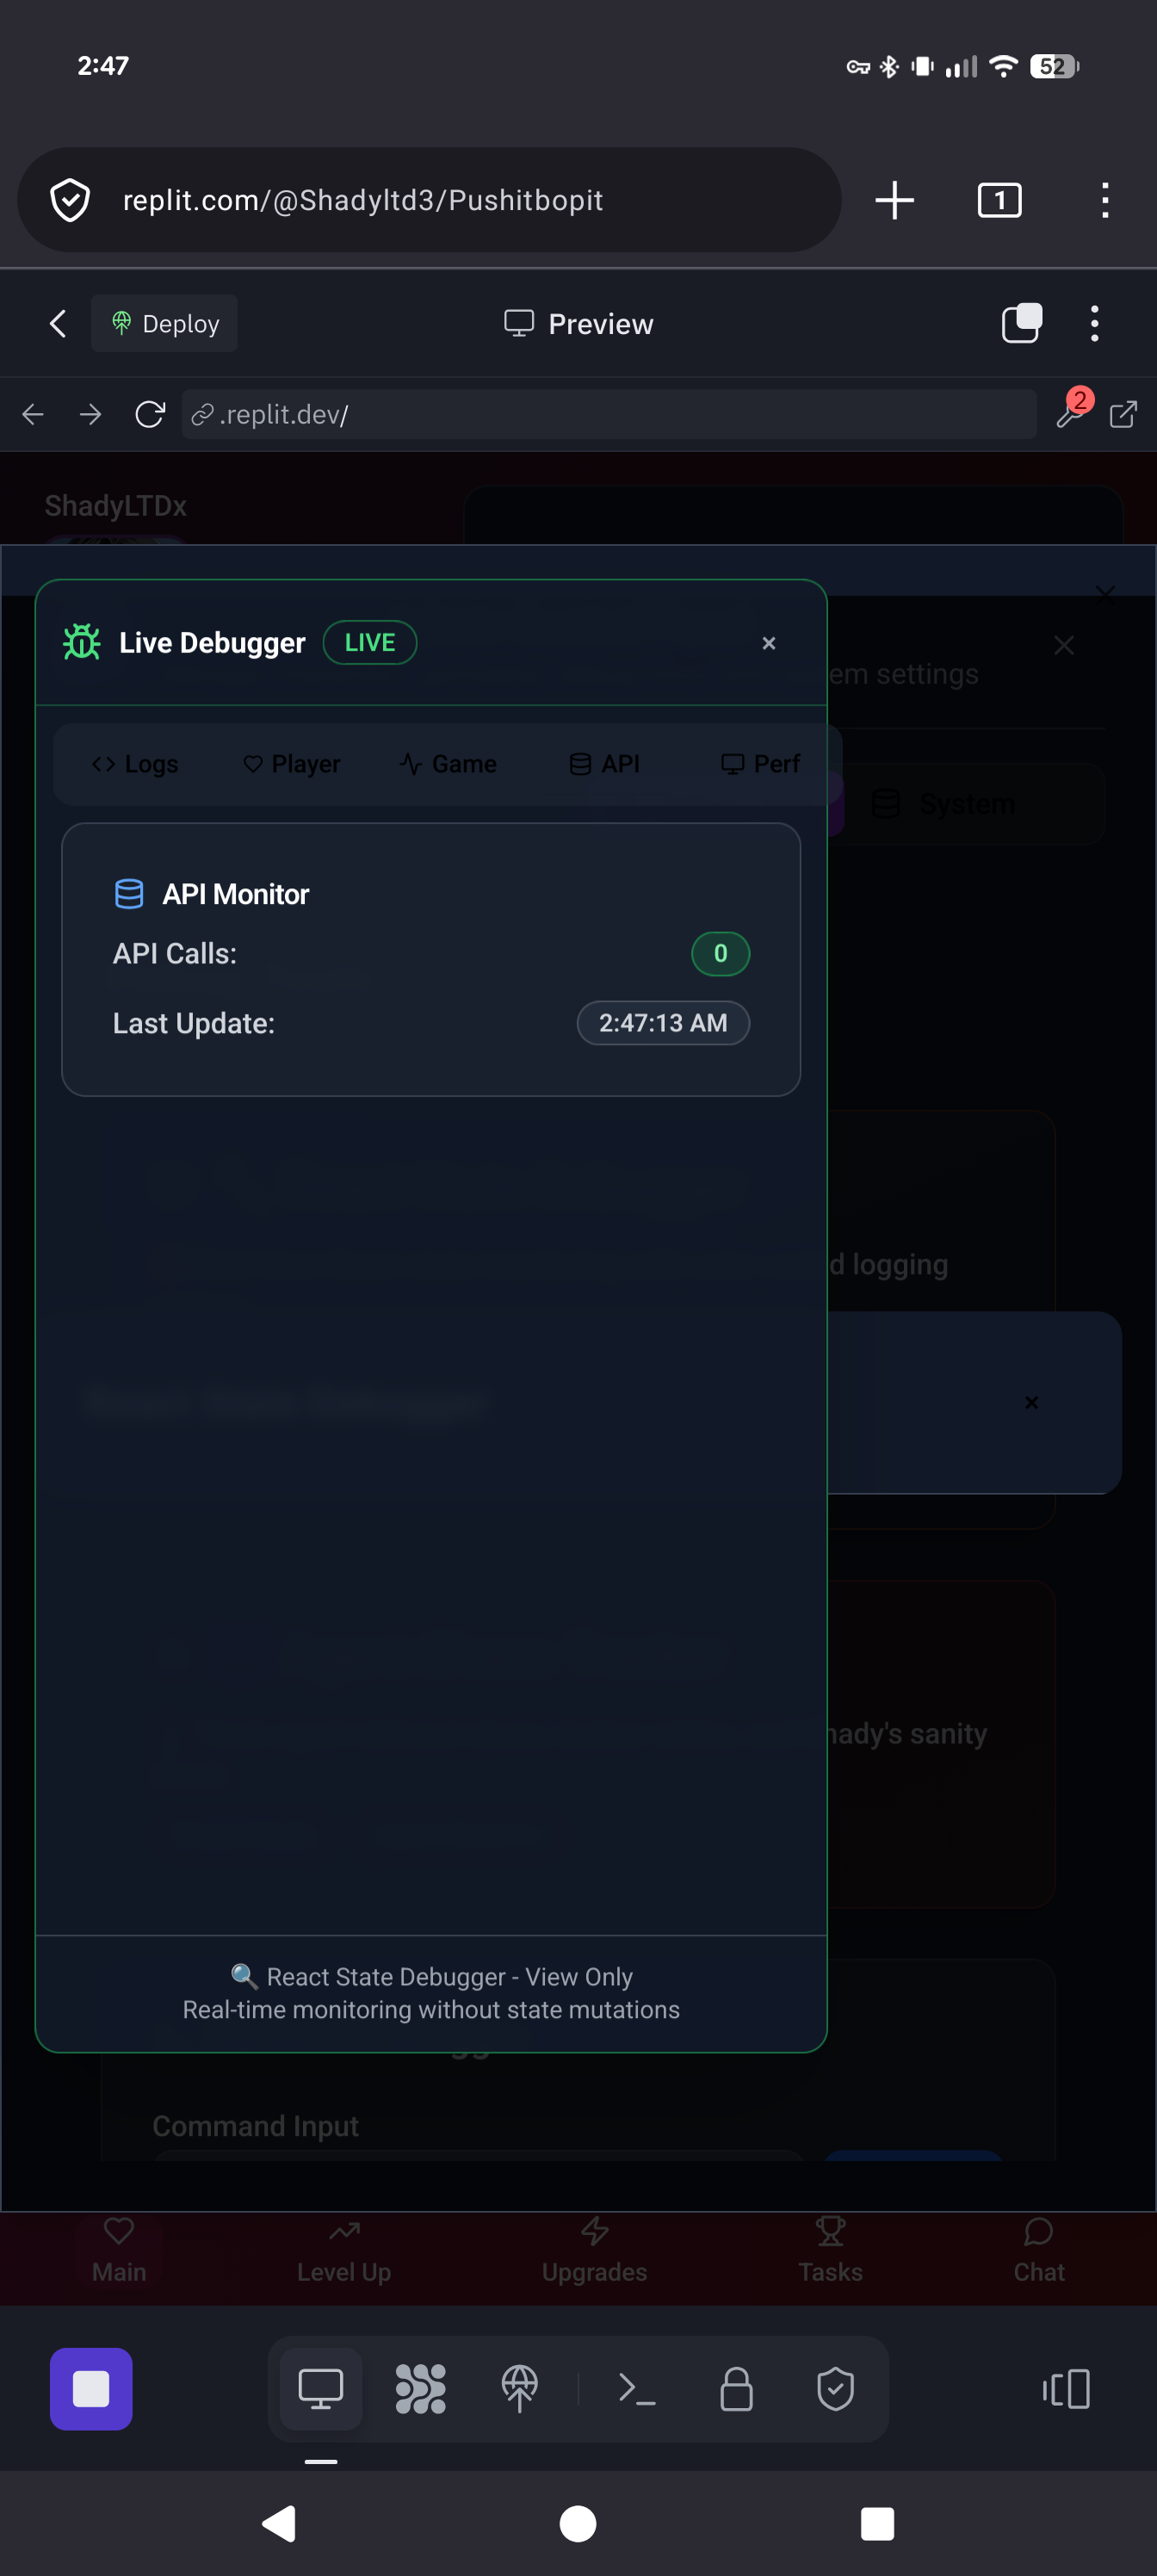 2:47
52
replit.com/@Shadyltd3/Pushitbopit
1
Deploy
Preview
.replit.dev/
2
ShadyLTDx
Live Debugger
LIVE
×
em settings
Logs
Player
Game
API
Perf
System
API Monitor
API Calls:
0
Last Update:
2:47:13 AM
d logging
×
hady's sanity
🔍 React State Debugger - View Only
Real-time monitoring without state mutations
Command Input
Main
Level Up
Upgrades
Tasks
Chat